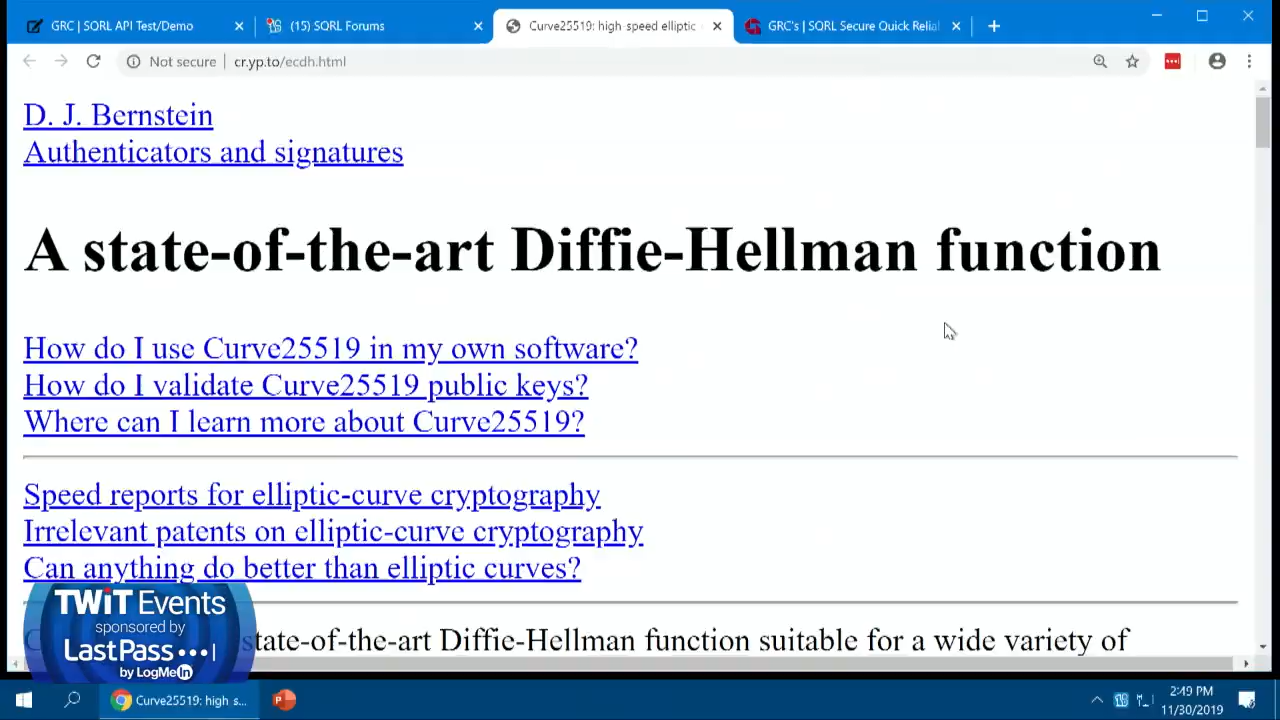 GRC | SQRL API Test/Demo
(15) SQRL Forums
Curve25519: high-speed elliptic
GRC's | SQRL Secure Quick Relia
Not secure
cr.yp.to/ecdh.html
D. J. Bernstein
Authenticators and signatures
A state-of-the-art Diffie-Hellman function
How do I use Curve25519 in my own software?
How do I validate Curve25519 public keys?
Where can I learn more about Curve25519?
Speed reports for elliptic-curve cryptography
Irrelevant patents on elliptic-curve cryptography
Can anything do better than elliptic curves?
state-of-the-art Diffie-Hellman function suitable for a wide variety of
TWiT Events
sponsored by
LastPass•••|
by LogMeIn
Curve25519: high-s...
2:49 PM
11/30/2019